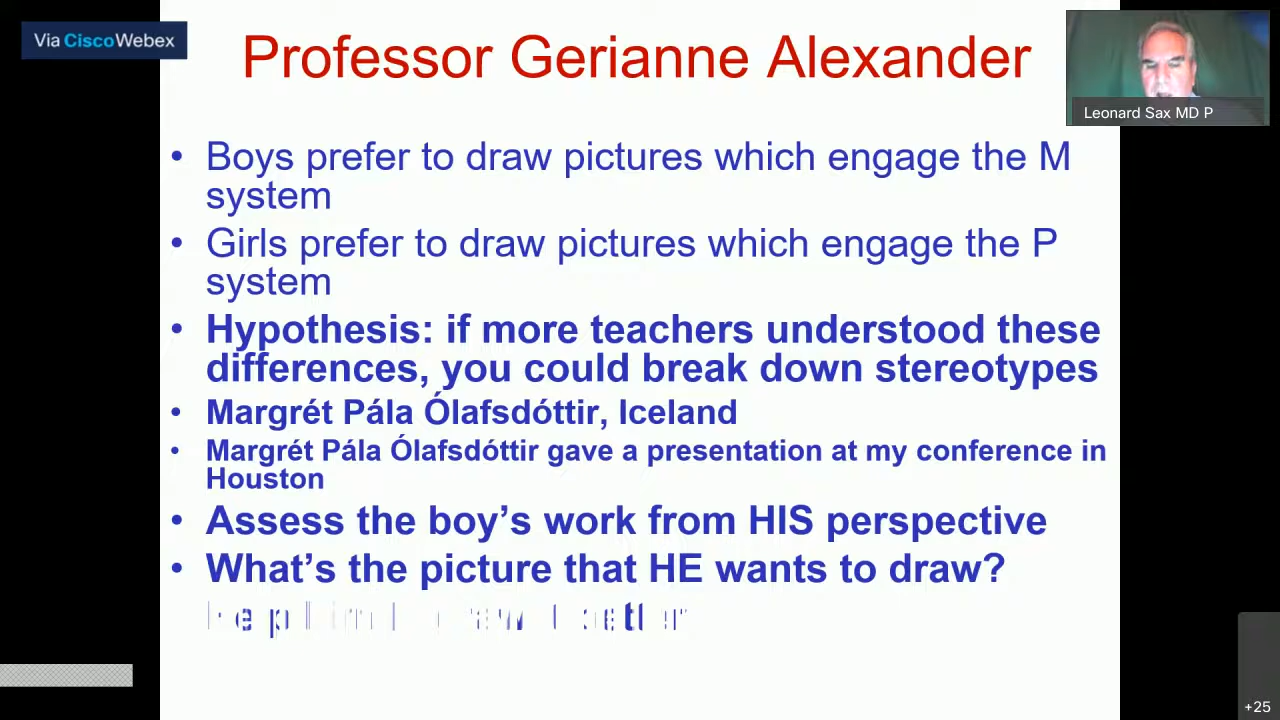 Via CiscoWebex
Professor Gerianne Alexander
Leonard Sax MD P
• Boys prefer to draw pictures which engage the M
system
• Girls prefer to draw pictures which engage the P
system
• Hypothesis: if more teachers understood these
differences, you could break down stereotypes
• Margrét Pála Ólafsdóttir, Iceland
• Margrét Pála Ólafsdóttir gave a presentation at my conference in
Houston
• Assess the boy's work from HIS perspective
• What's the picture that HE wants to draw?
+25